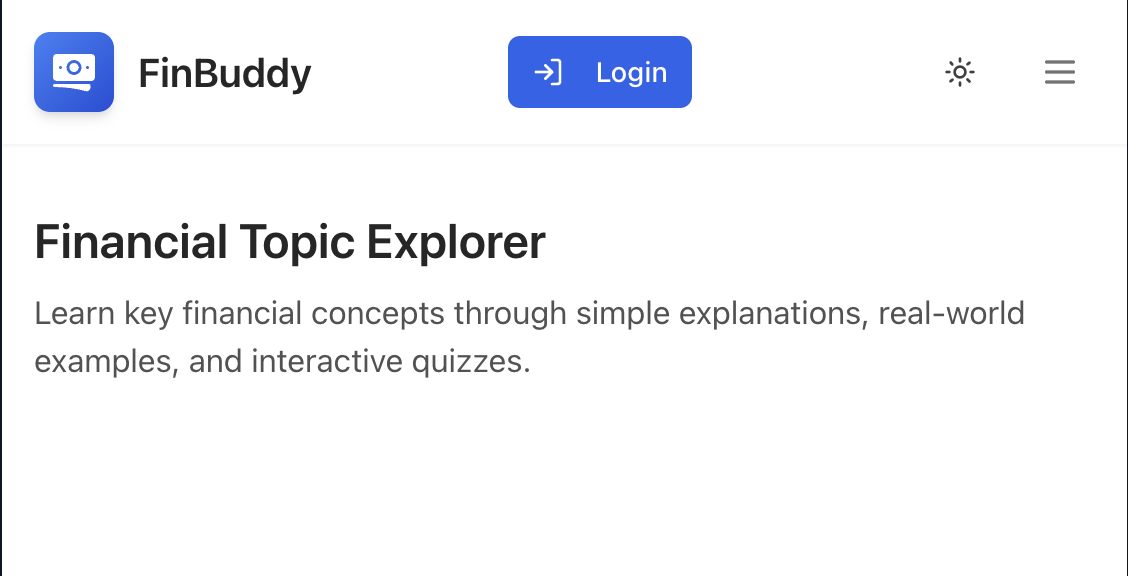 FinBuddy
Login
Financial Topic Explorer
Learn key financial concepts through simple explanations, real-world
examples, and interactive quizzes.